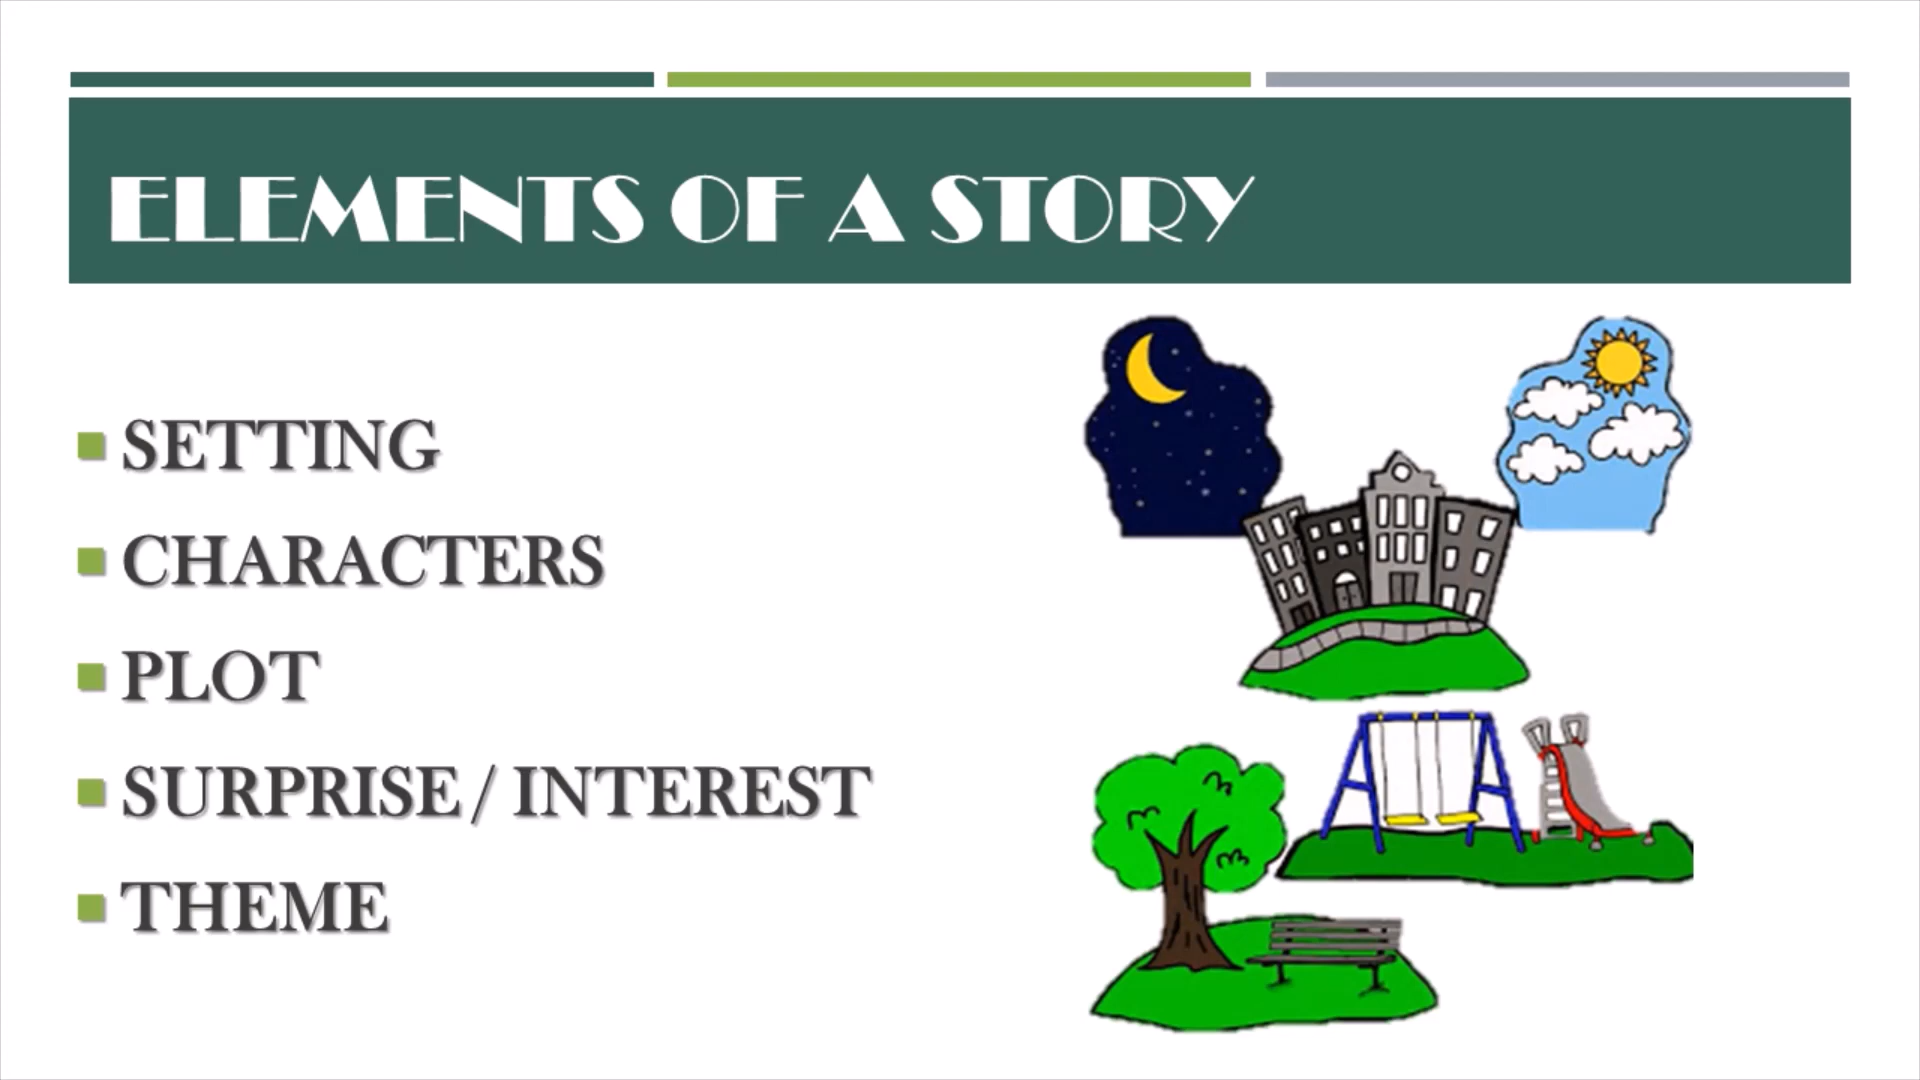 ELEMENTS OF A STORY
SETTING
CHARACTERS
PLOT
SURPRISE / INTEREST
THEME